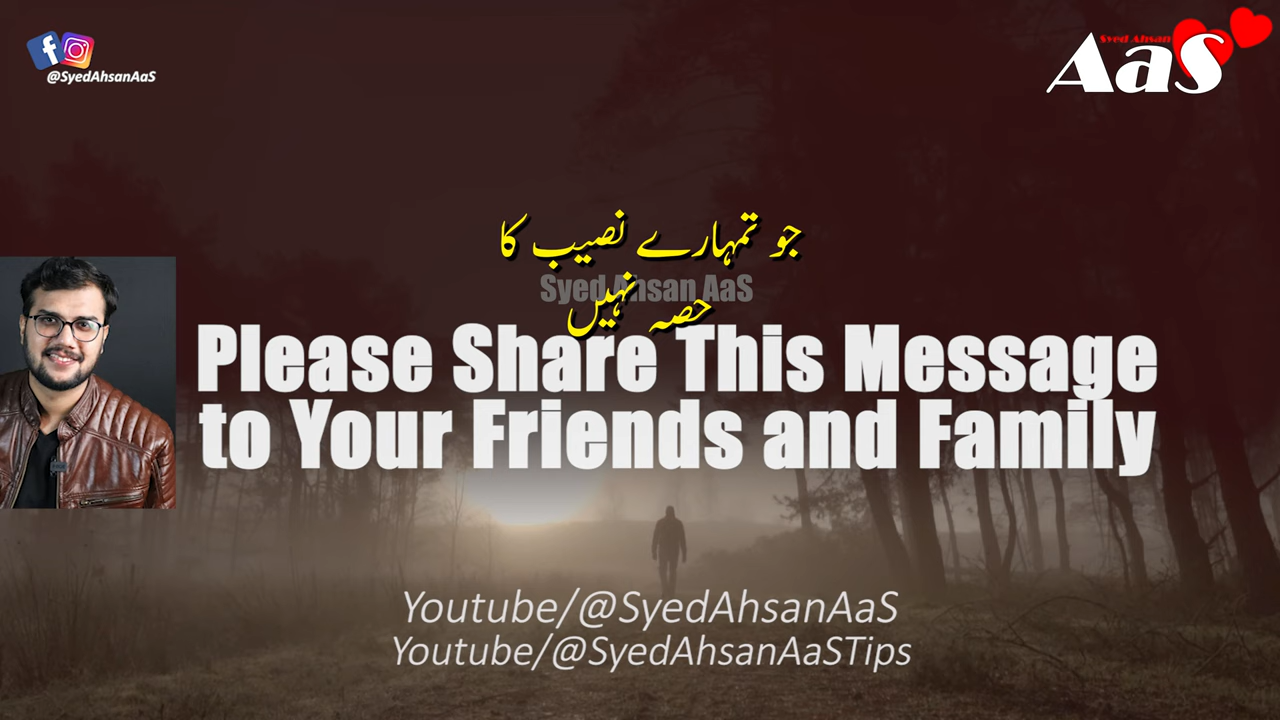 @SyedAhsanAaS
Syed Ahsan
AaS
جو تمہارے نصیب کا
Syed Ahsan AaS
حصہ نہیں
Please Share This Message
to Your Friends and Family
Youtube/@SyedAhsanAaS
Youtube/@SyedAhsanAaSTips